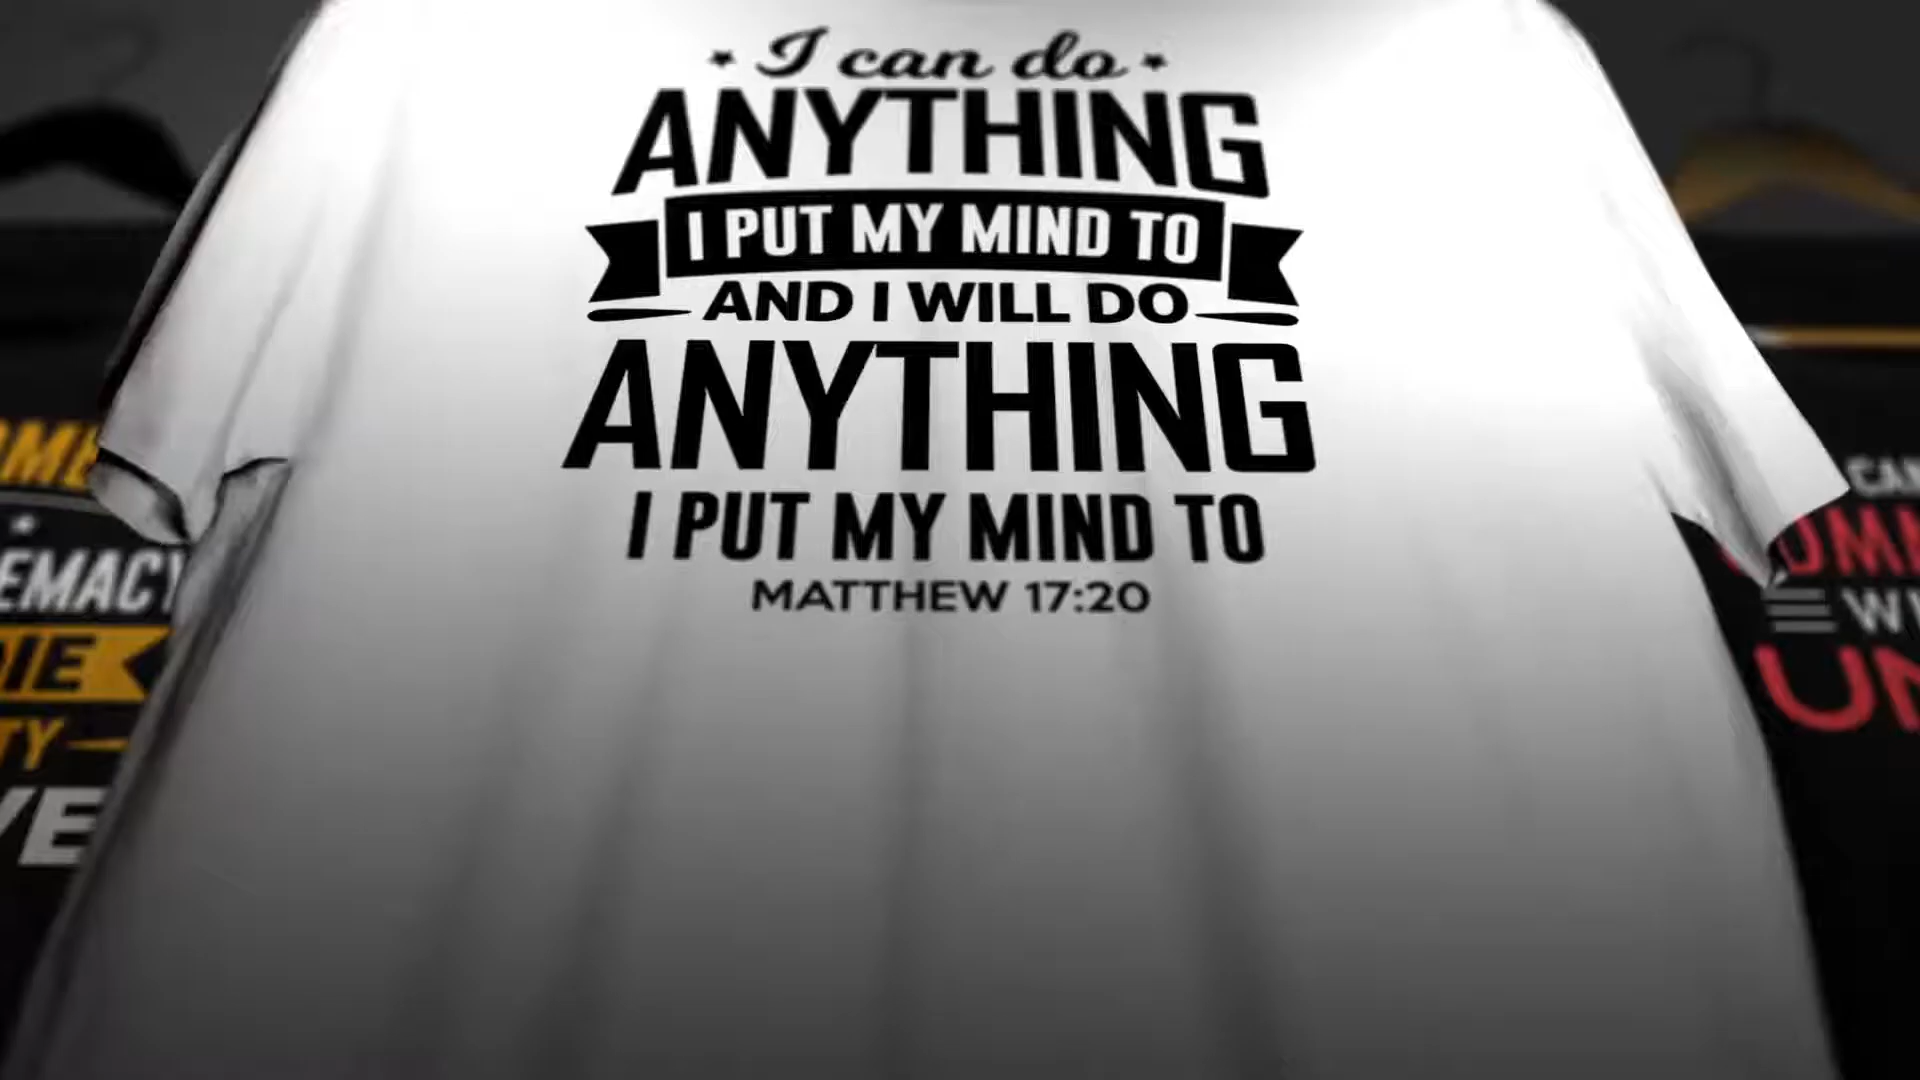 I can do
ANYTHING
I PUT MY MIND TO
AND I WILL DO
ANYTHING
I PUT MY MIND TO
MATTHEW 17:20